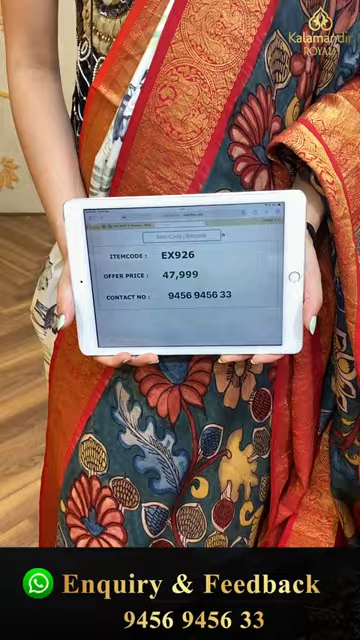 Kalamandir
ROYALE
Item Code / Barcode
ITEMCODE : EX926
OFFER PRICE : 47,999
CONTACT NO : 9456 9456 33
Enquiry & Feedback
9456 9456 33